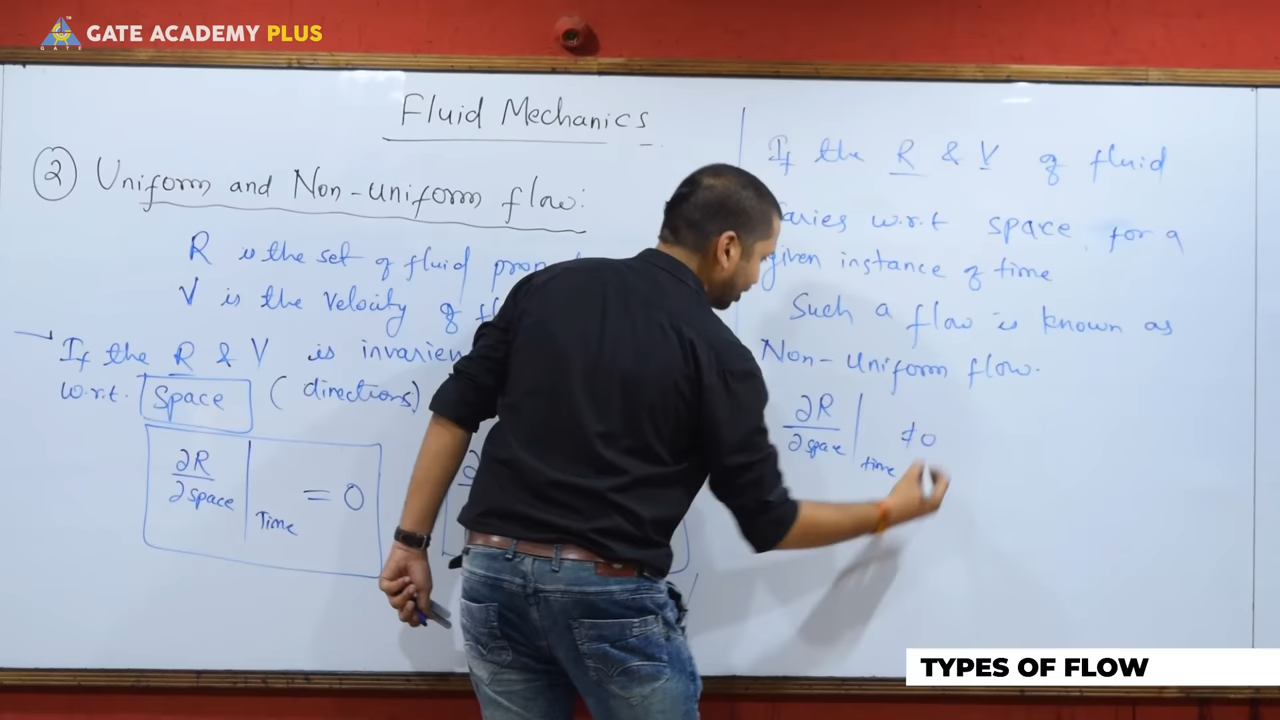 GATE ACADEMY PLUS
GATE
Fluid Mechanics
② Uniform and Non-uniform flow:
R is the set of fluid
V is the velocity of
If the R & V is
w.r.t. Space (directions)
∂R/∂space | Time = 0
If the R & V of fluid
w.r.t space for a
given instance of time
Such a flow is known as
Non-Uniform flow.
∂R/∂space | time ≠0
TYPES OF FLOW